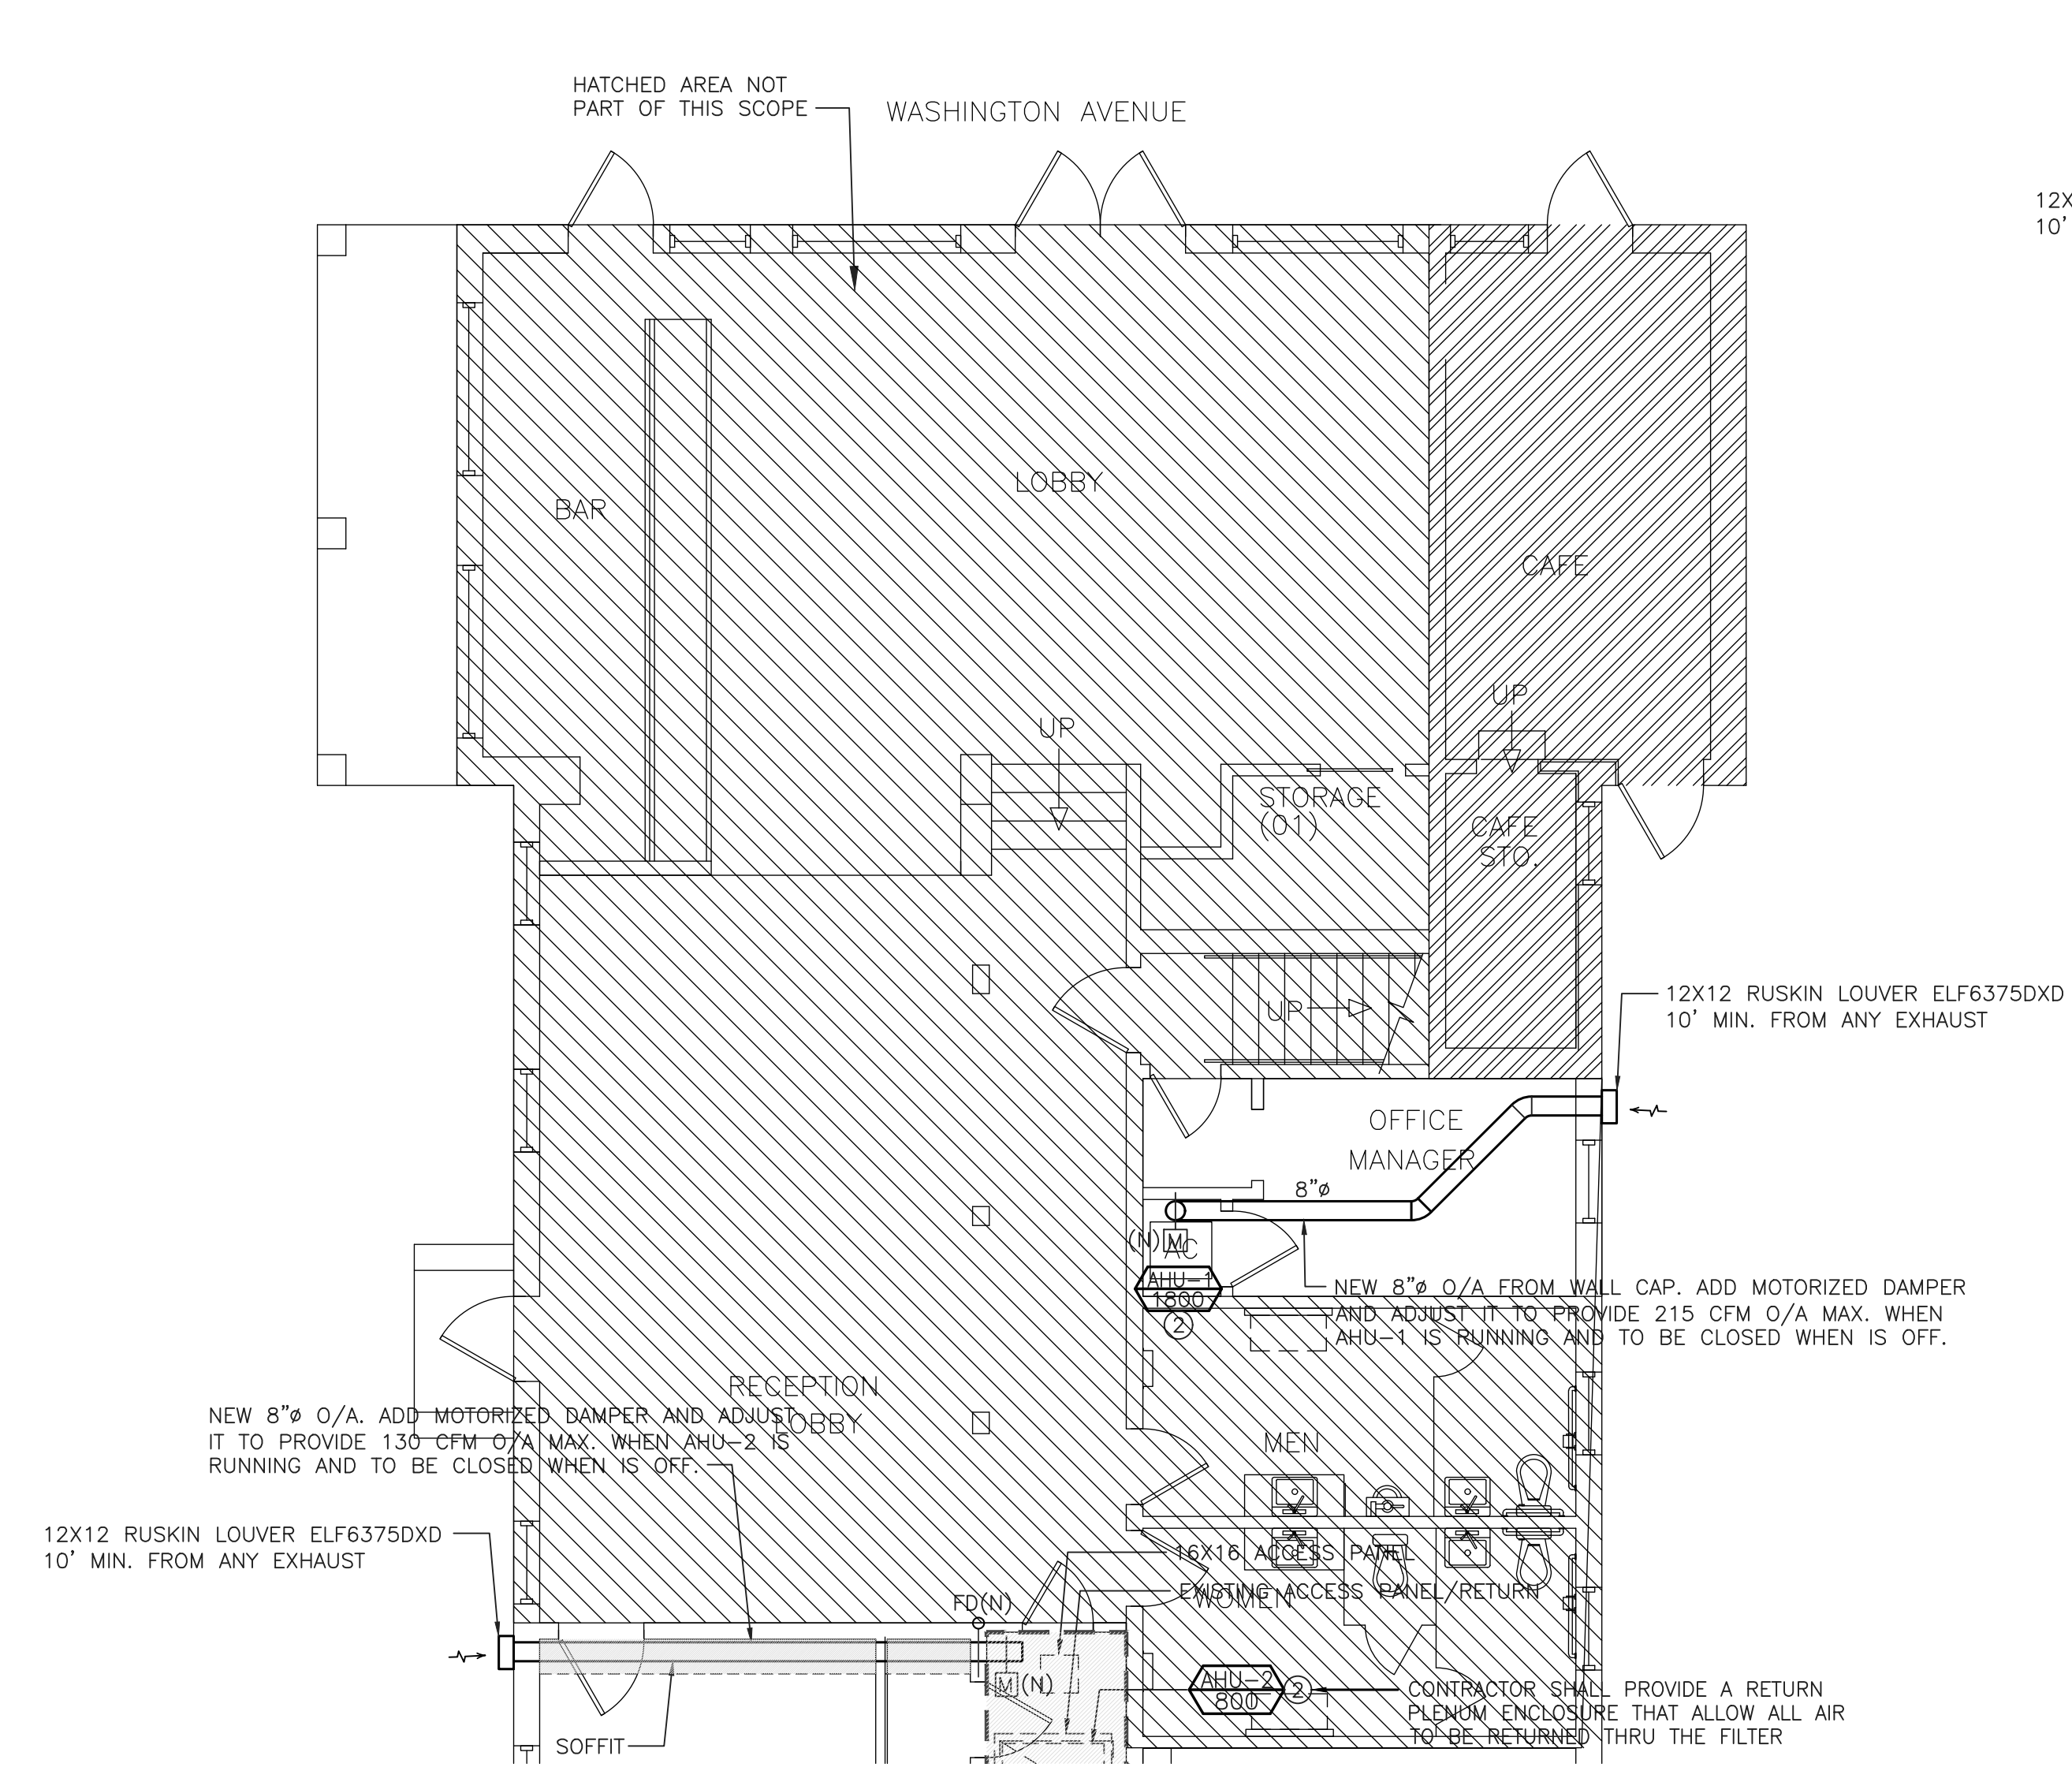 HATCHED AREA NOT
PART OF THIS SCOPE
WASHINGTON AVENUE
12X
10'
LOBBY
BAR
CAFE
UP
UP
STORAGE
(01)
CAFE
STO.
UP
12X12 RUSKIN LOUVER ELF6375DXD
10' MIN. FROM ANY EXHAUST
OFFICE
MANAGER
8"ø
(N) M
AC
AHU-1
1800
2
NEW 8"ø O/A FROM WALL CAP. ADD MOTORIZED DAMPER
AND ADJUST IT TO PROVIDE 215 CFM O/A MAX. WHEN
AHU-1 IS RUNNING AND TO BE CLOSED WHEN IS OFF.
RECEPTION
LOBBY
NEW 8"ø O/A. ADD MOTORIZED DAMPER AND ADJUST
IT TO PROVIDE 130 CFM O/A MAX. WHEN AHU-2 IS
RUNNING AND TO BE CLOSED WHEN IS OFF.
MEN
12X12 RUSKIN LOUVER ELF6375DXD
10' MIN. FROM ANY EXHAUST
16X16 ACCESS PANEL
EXISTING ACCESS PANEL/RETURN
WOMEN
FD(N)
M (N)
AHU-2
800
2
CONTRACTOR SHALL PROVIDE A RETURN
PLENUM ENCLOSURE THAT ALLOW ALL AIR
TO BE RETURNED THRU THE FILTER
SOFFIT